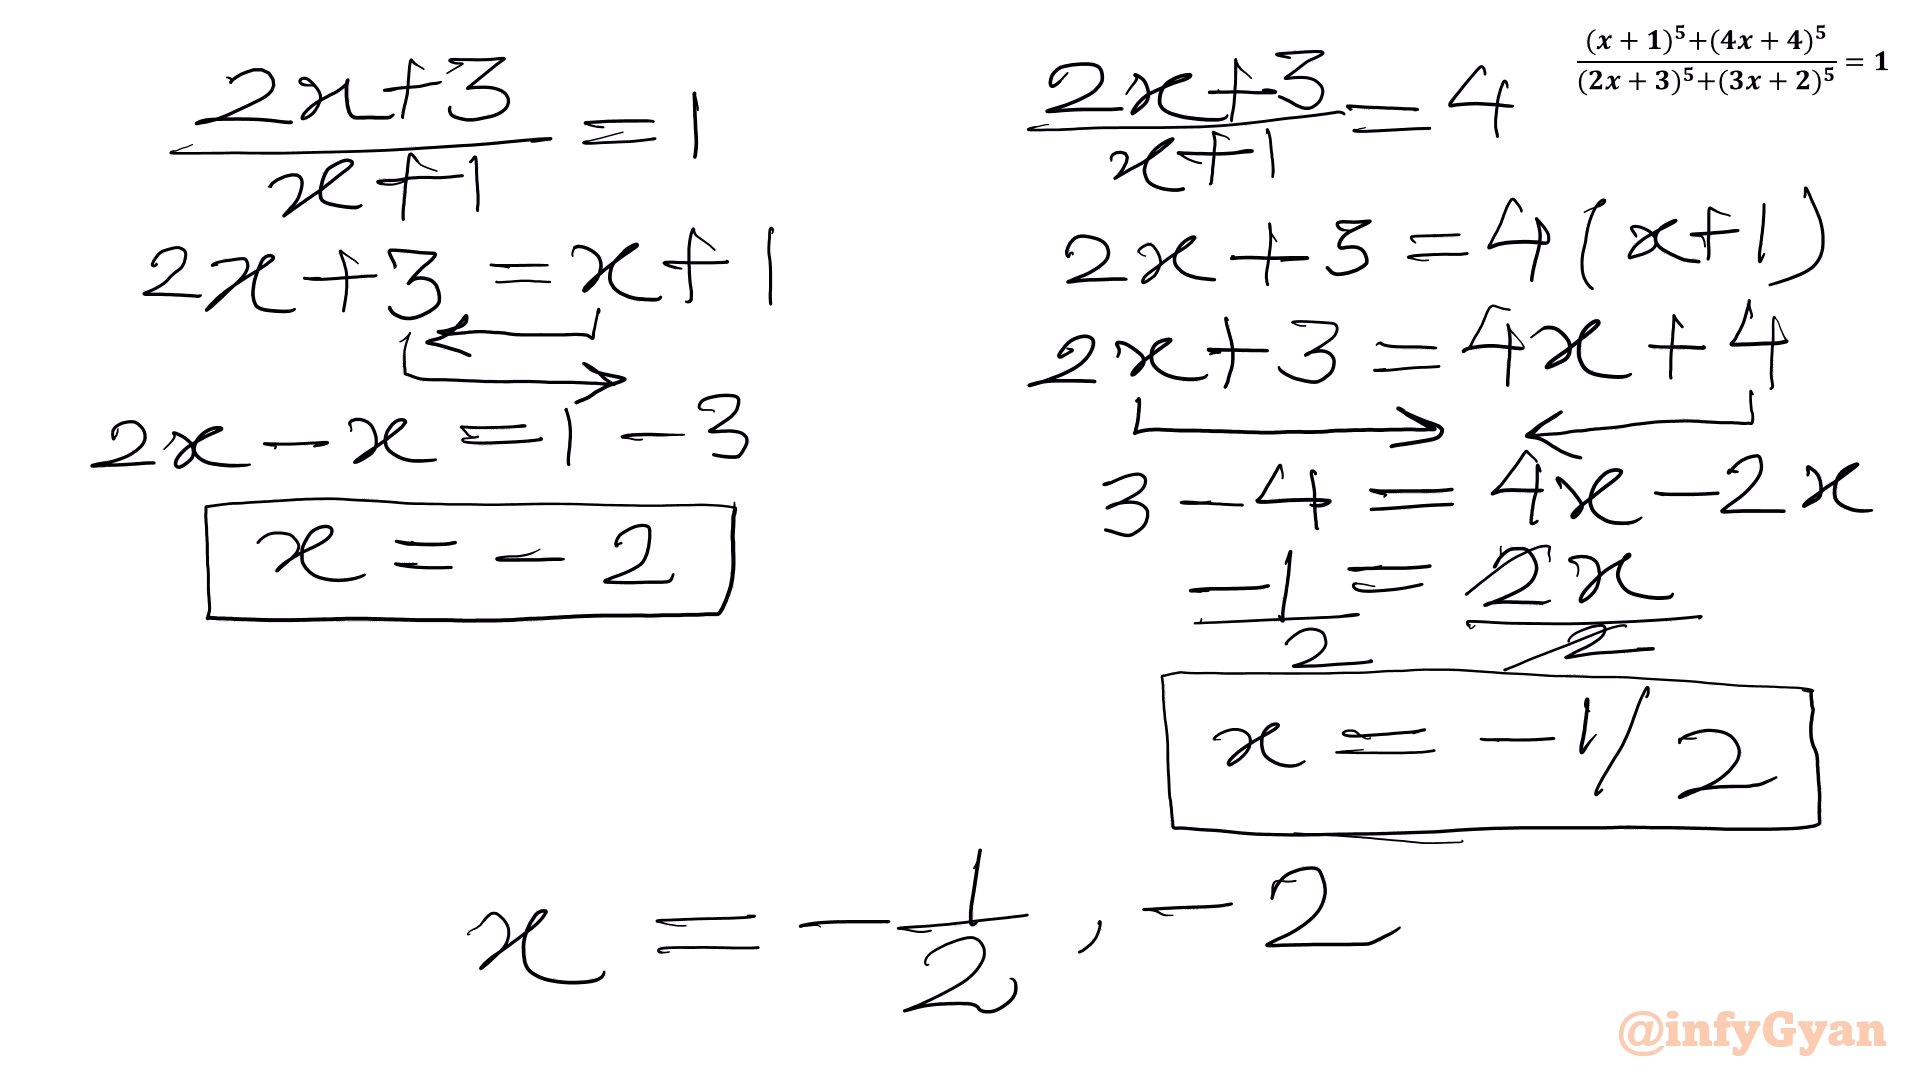 (x + 1)⁵+(4x + 4)⁵
/ (2x + 3)⁵+(3x + 2)⁵ = 1
2x+3 / x+1 = 1
2x+3 = x+1
2x - x = 1 - 3
x = - 2
2x+3 / x+1 = 4
2x+3 = 4(x+1)
2x+3 = 4x+4
3 - 4 = 4x - 2x
-1 / 2 = 2x / 2
x = -1/2
x = - 1/2 , - 2
@infyGyan